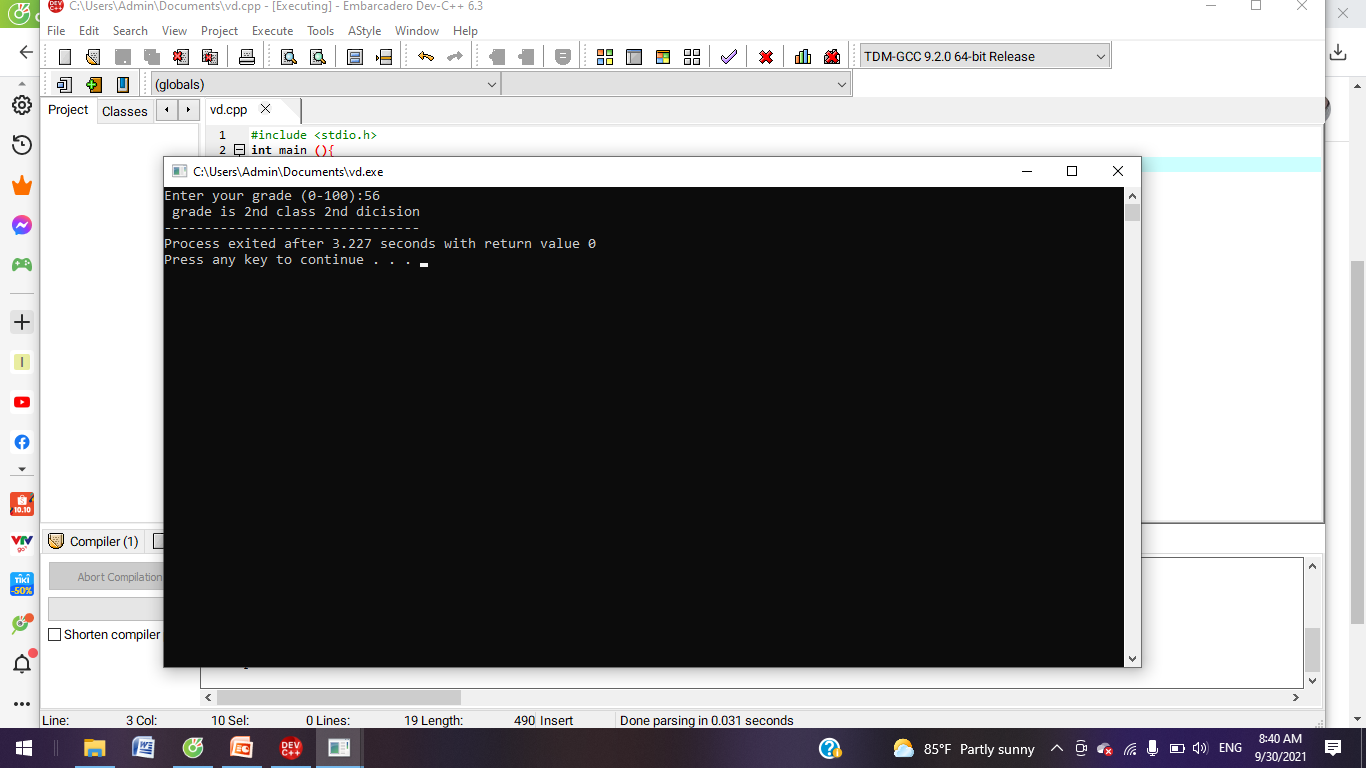 C:\Users\Admin\Documents\vd.cpp - [Executing] - Embarcadero Dev-C++ 6.3
File Edit Search View Project Execute Tools AStyle Window Help
TDM-GCC 9.2.0 64-bit Release
(globals)
Project Classes vd.cpp
1 #include <stdio.h>
2 int main (){
C:\Users\Admin\Documents\vd.exe
Enter your grade (0-100):56
grade is 2nd class 2nd dicision
--------------------------------
Process exited after 3.227 seconds with return value 0
Press any key to continue . . .
10.10
VTV
go
TIKI
-50%
Compiler (1)
Abort Compilation
Shorten compiler
Line: 3 Col: 10 Sel: 0 Lines: 19 Length: 490 Insert Done parsing in 0.031 seconds
DEV
C++
85°F Partly sunny
ENG
8:40 AM
9/30/2021